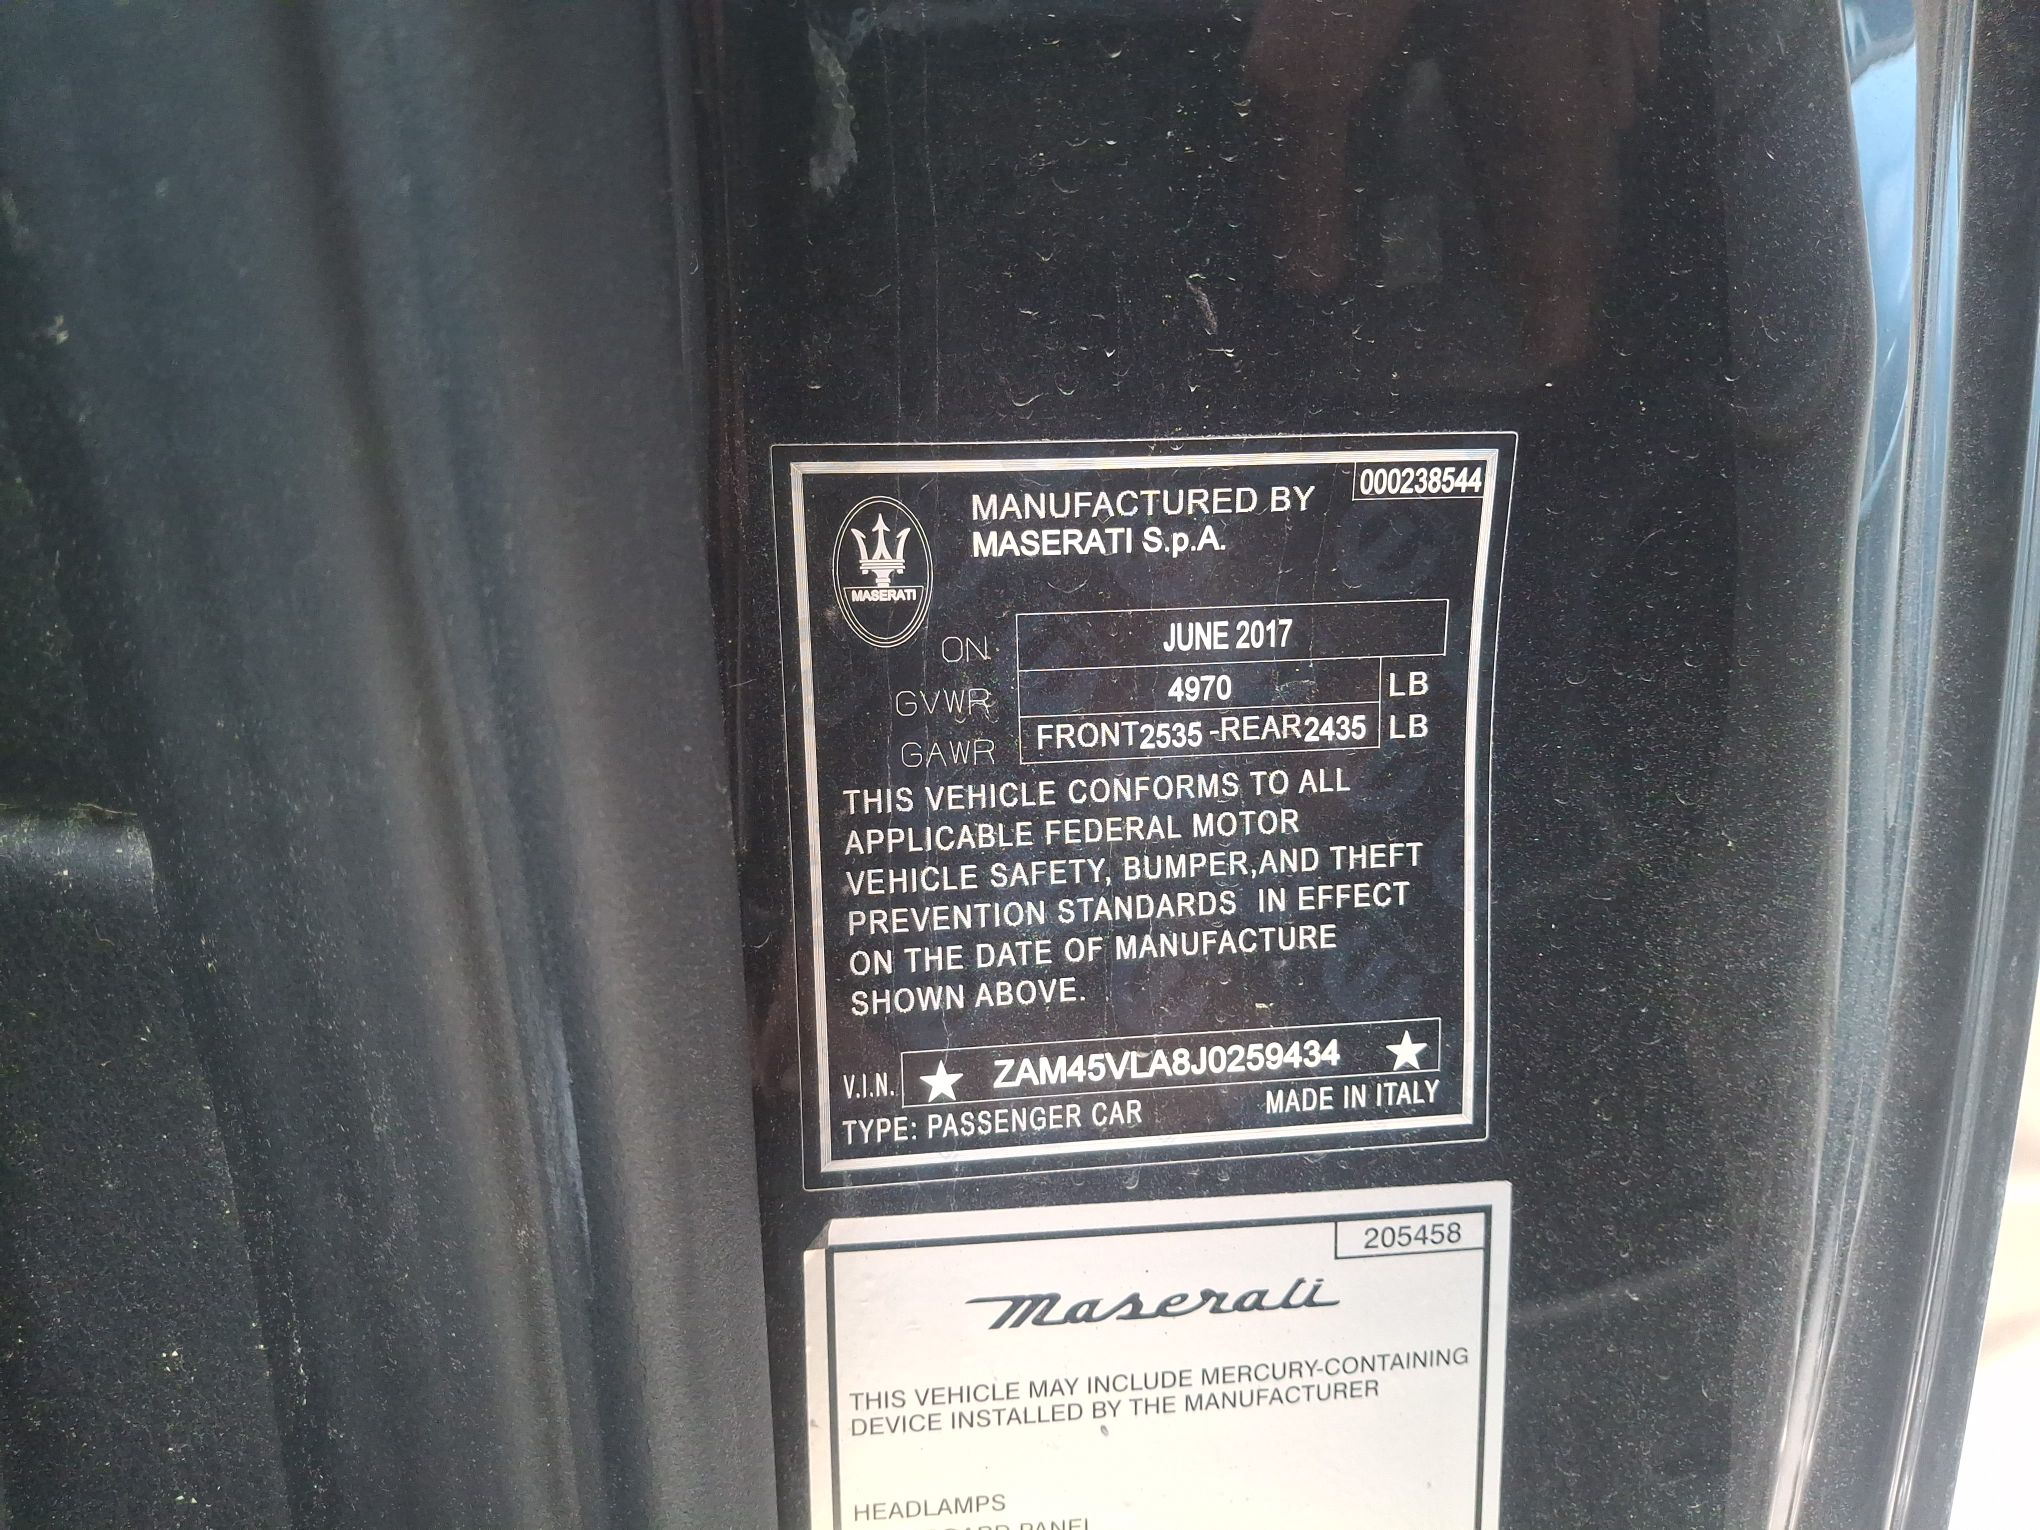 000238544
MANUFACTURED BY
MASERATI S.p.A.
MASERATI
ON JUNE 2017
GVWR 4970 LB
GAWR FRONT2535 -REAR2435 LB
THIS VEHICLE CONFORMS TO ALL
APPLICABLE FEDERAL MOTOR
VEHICLE SAFETY, BUMPER,AND THEFT
PREVENTION STANDARDS IN EFFECT
ON THE DATE OF MANUFACTURE
SHOWN ABOVE.
V.I.N. ★ ZAM45VLA8J0259434 ★
TYPE: PASSENGER CAR MADE IN ITALY
205458
Maserati
THIS VEHICLE MAY INCLUDE MERCURY-CONTAINING
DEVICE INSTALLED BY THE MANUFACTURER
HEADLAMPS
PANEL